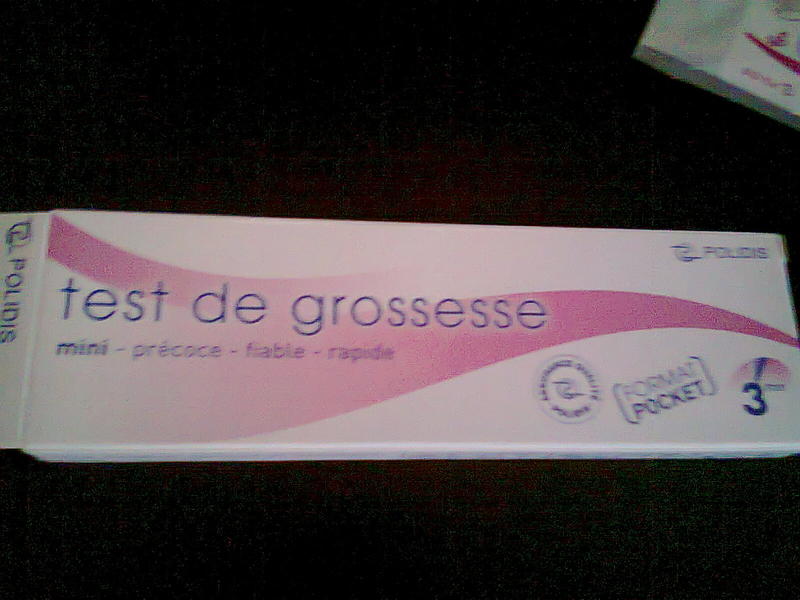 POLIDIS
POLIDIS
test de grossesse
mini - précoce - fiable - rapide
FORMAT
POCKET
3